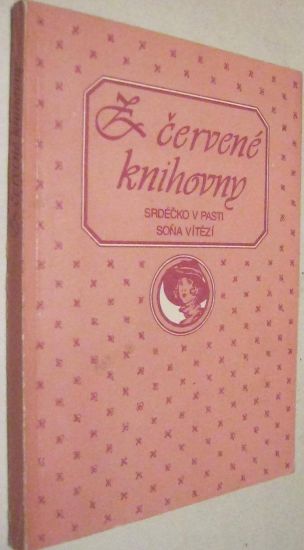 Z červené
knihovny
SRDÉČKO V PASTI
SOŇA VÍTĚZÍ